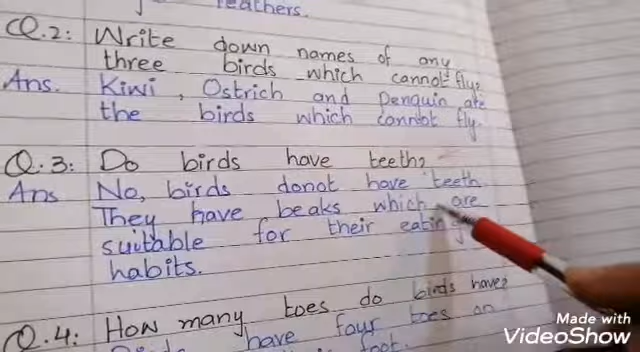 feathers.
Q.2: Write down names of any
three birds which cannot fly?
Ans. Kiwi, Ostrich and Penguin are
the birds which cannot fly.
Q.3: Do birds have teeth?
Ans No, birds donot have teeth
They have beaks which are
suitable for their eating
habits.
Q.4: How many toes do birds have?
have four toes on
foot.
Made with
VideoShow